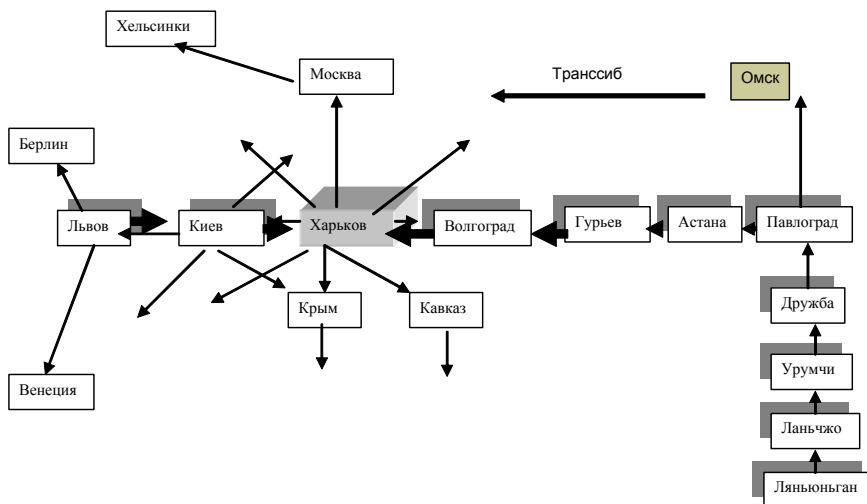 Хельсинки
Москва
Транссиб
Омск
Берлин
Львов
Киев
Харьков
Волгоград
Гурьев
Астана
Павлоград
Крым
Кавказ
Дружба
Венеция
Урумчи
Ланьчжо
Ляньюньган